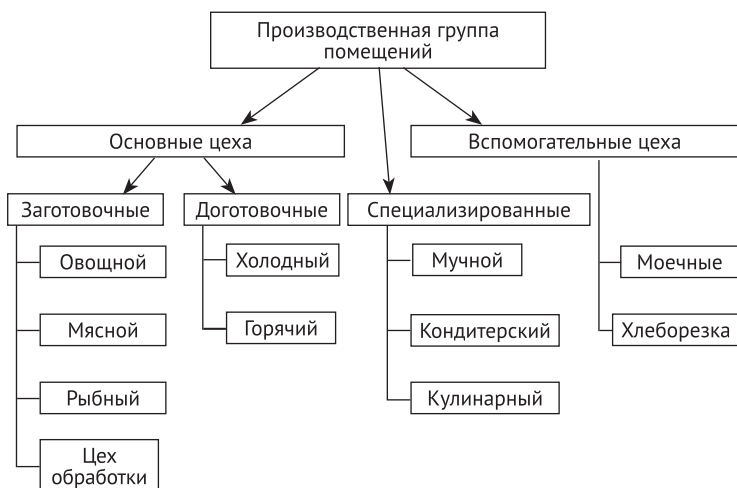 Производственная группа
помещений
Основные цеха
Вспомогательные цеха
Заготовочные
Доготовочные
Специализированные
Овощной
Холодный
Мучной
Моечные
Мясной
Горячий
Кондитерский
Хлеборезка
Рыбный
Кулинарный
Цех
обработки